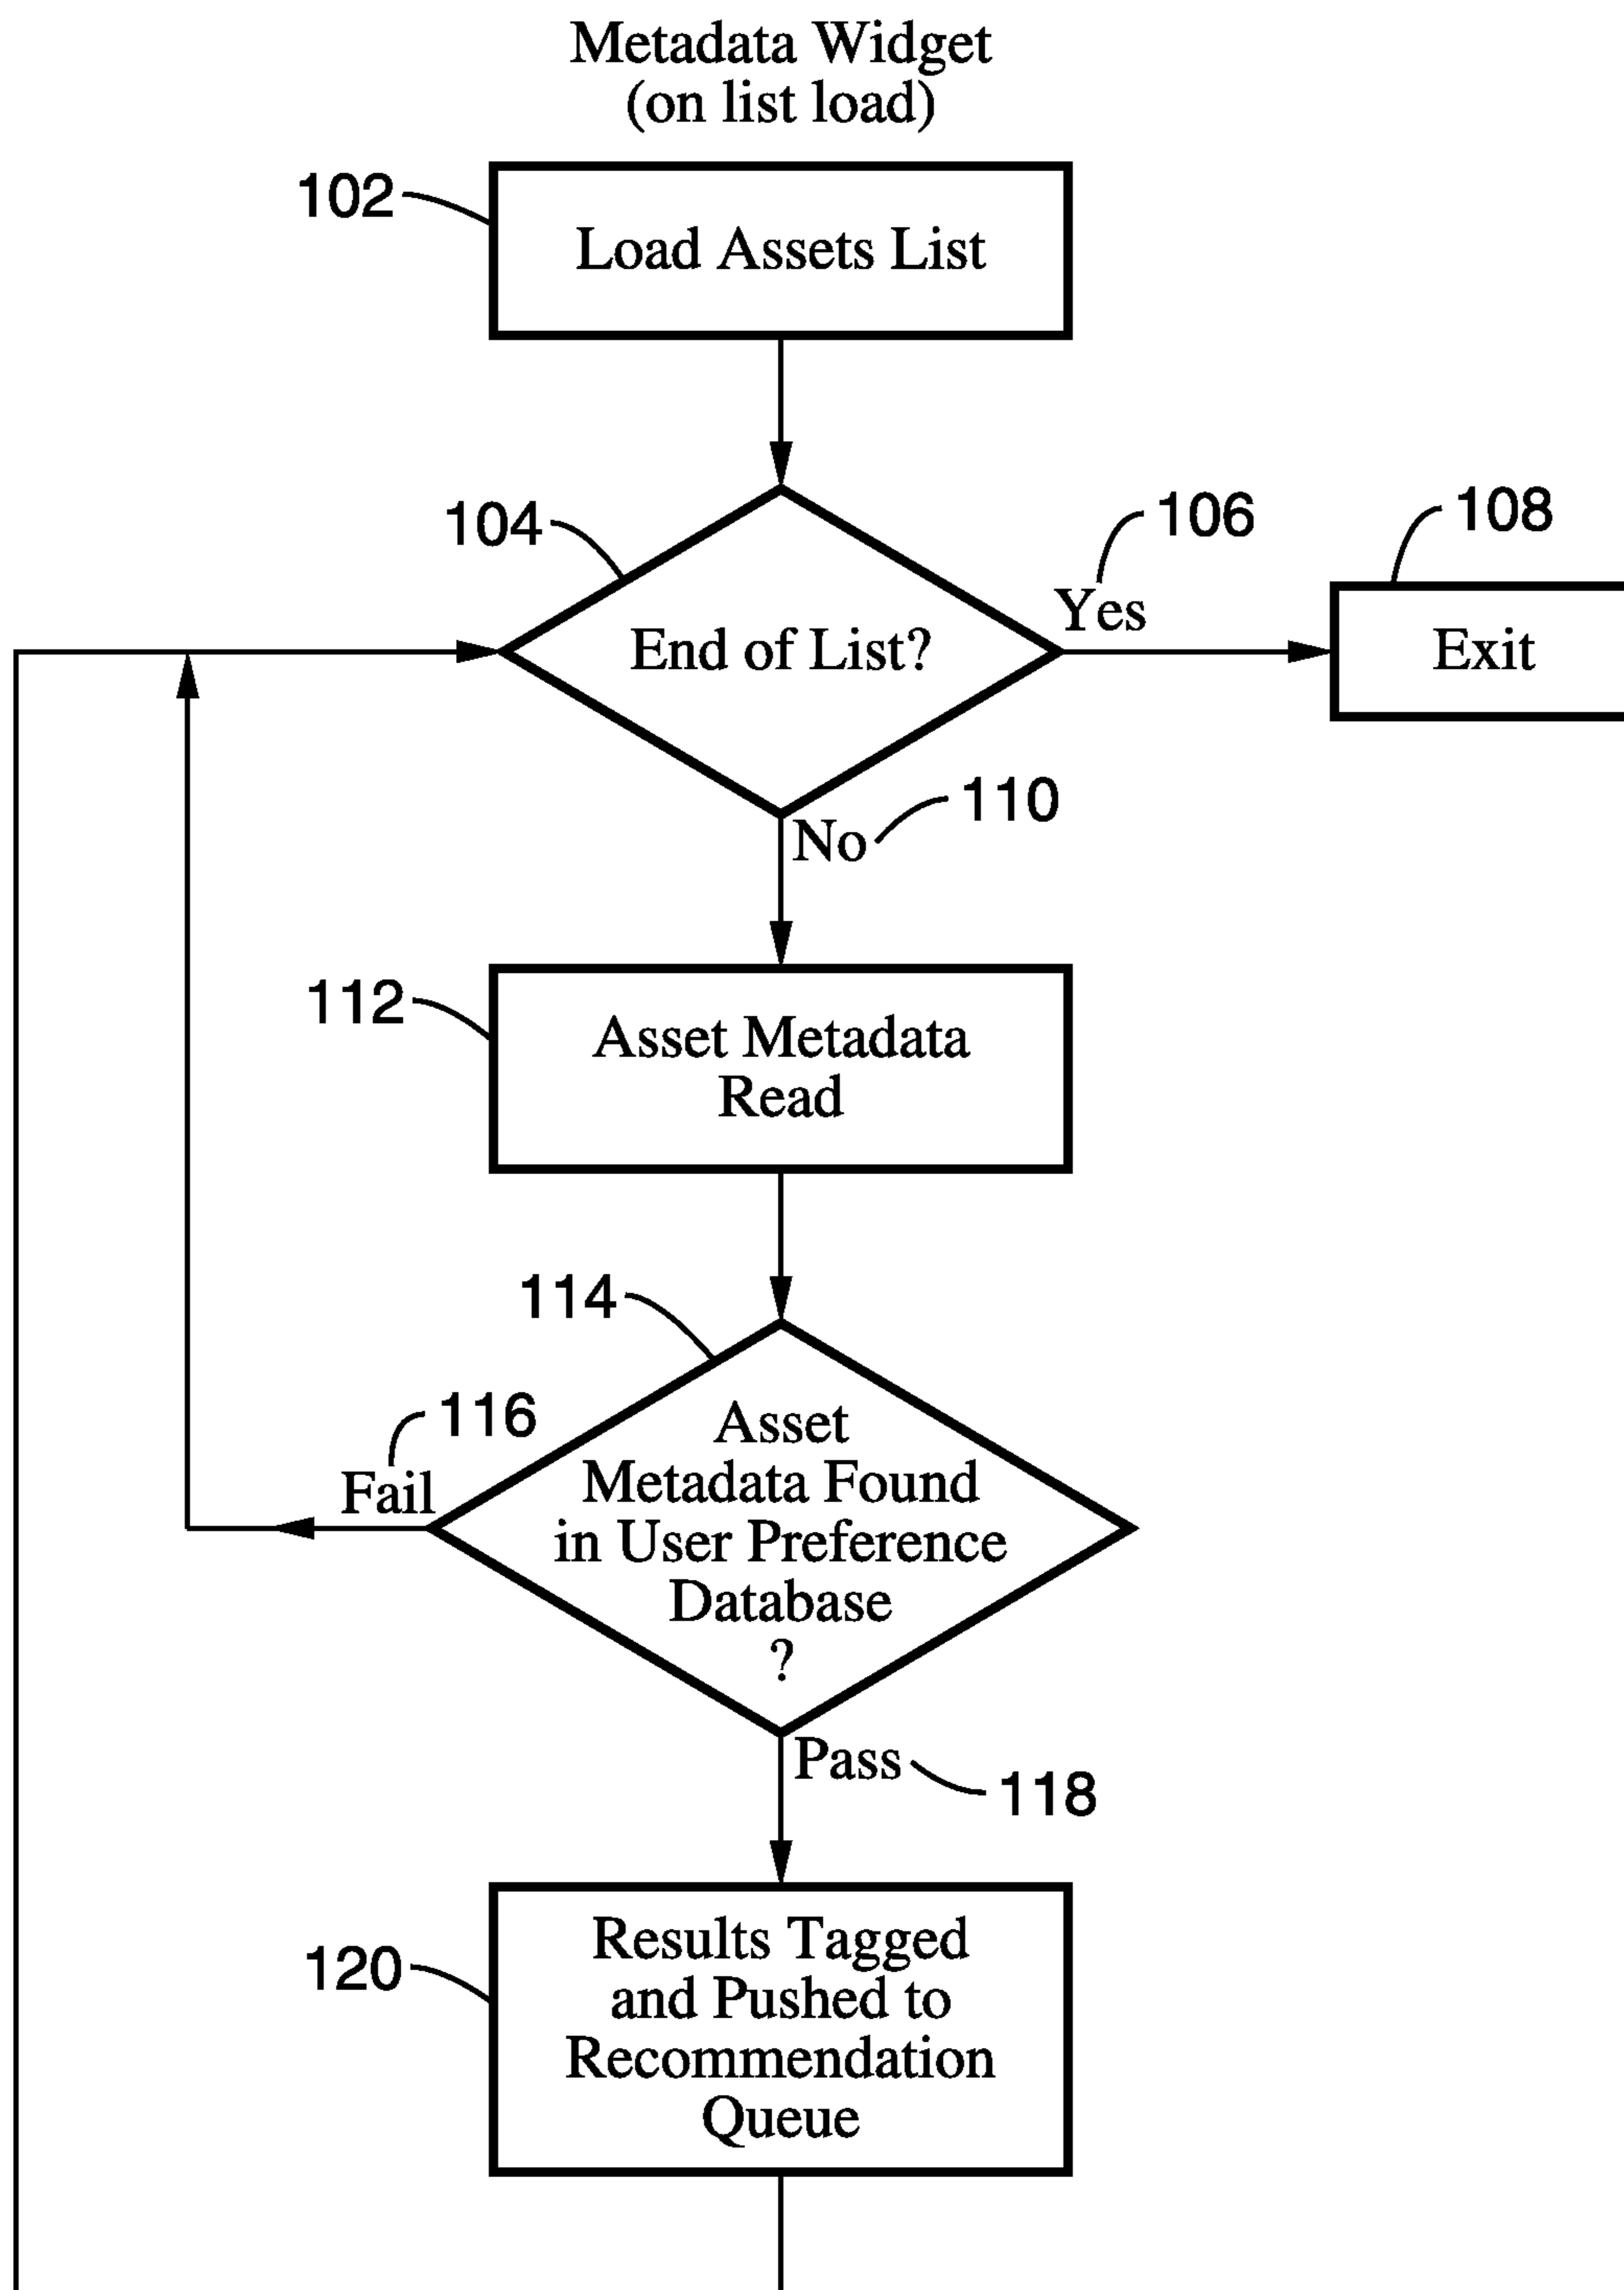 Metadata Widget
(on list load)
102
Load Assets List
104
End of List?
106
Yes
108
Exit
110
No
112
Asset Metadata
Read
114
Asset
Metadata Found
in User Preference
Database
?
116
Fail
Pass
118
120
Results Tagged
and Pushed to
Recommendation
Queue